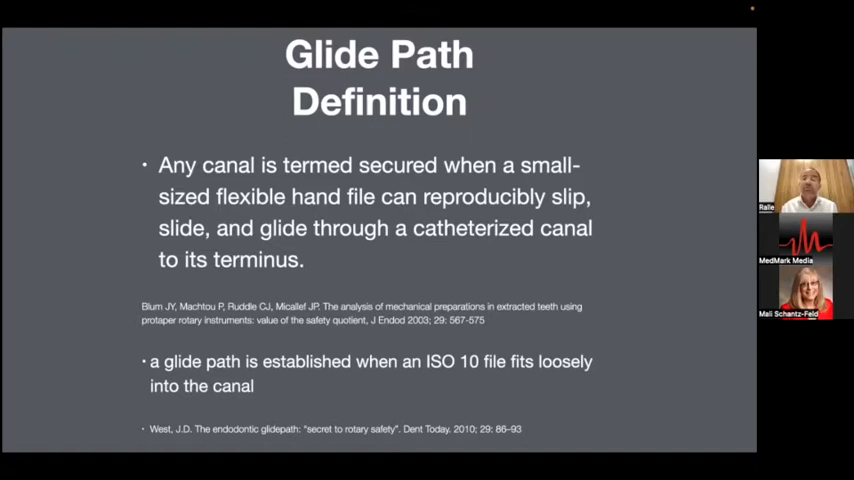 Glide Path
Definition
• Any canal is termed secured when a small-
sized flexible hand file can reproducibly slip,
slide, and glide through a catheterized canal
to its terminus.
Blum JY, Machtou P, Ruddle CJ, Micallef JP. The analysis of mechanical preparations in extracted teeth using
protaper rotary instruments: value of the safety quotient, J Endod 2003; 29: 567-575
• a glide path is established when an ISO 10 file fits loosely
into the canal
• West, J.D. The endodontic glidepath: “secret to rotary safety”. Dent Today. 2010; 29: 86–93
Ralle
MedMark Media
Mali Schantz-Feld